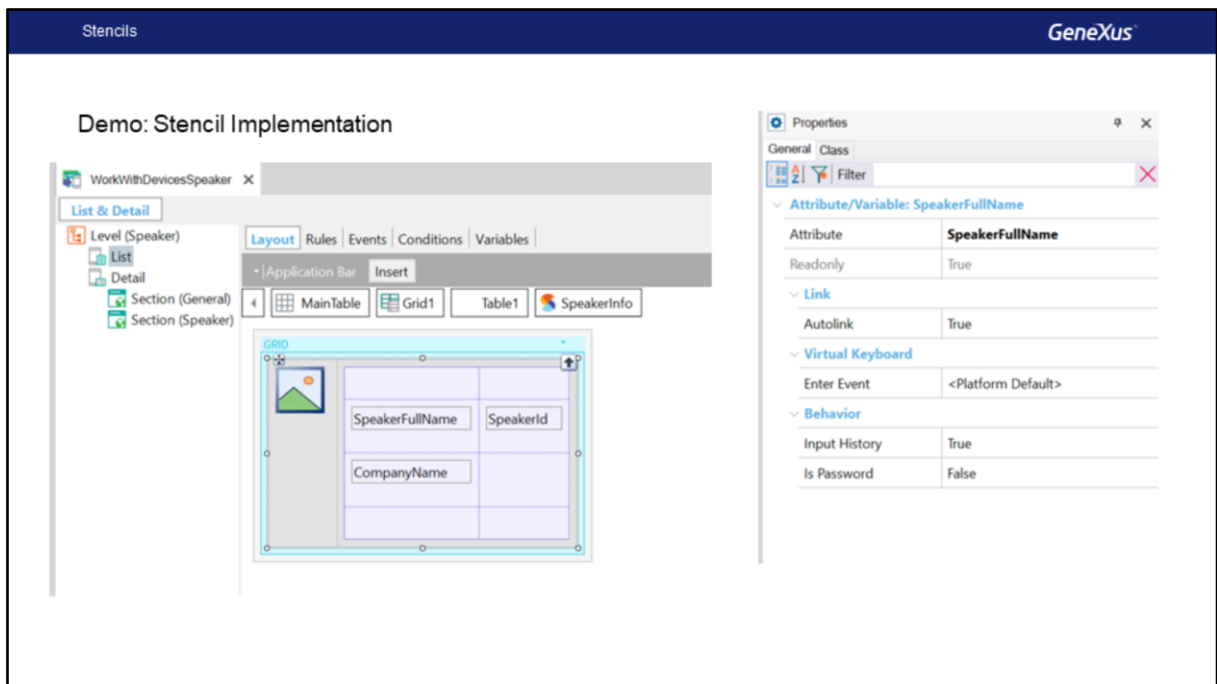 Stencils
GeneXus™
Demo: Stencil Implementation
WorkWithDevicesSpeaker
List & Detail
Level (Speaker)
List
Detail
Section (General)
Section (Speaker)
Layout Rules Events Conditions Variables
Application Bar Insert
MainTable Grid1 Table1 SpeakerInfo
GRID
SpeakerFullName SpeakerId
CompanyName
Properties
General Class
Filter
Attribute/Variable: SpeakerFullName
Attribute SpeakerFullName
Readonly True
Link
Autolink True
Virtual Keyboard
Enter Event <Platform Default>
Behavior
Input History True
Is Password False